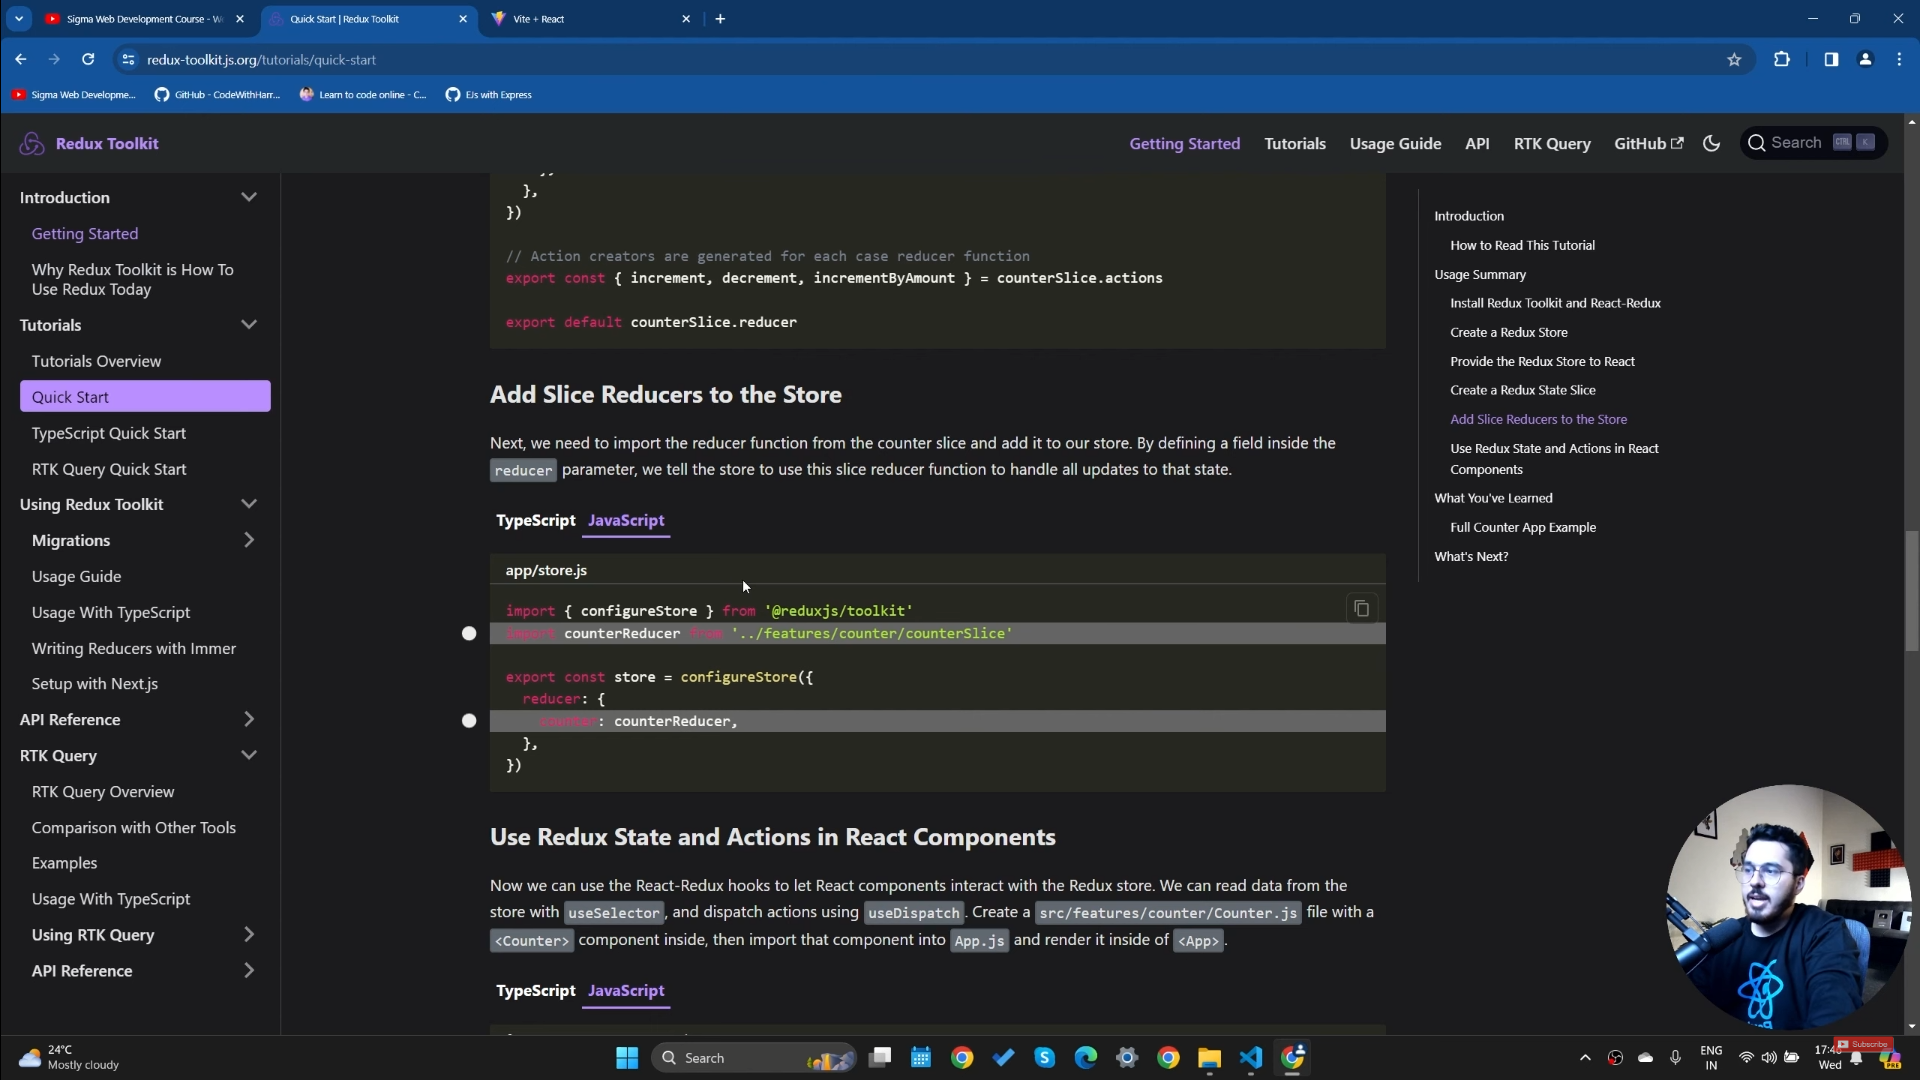 Sigma Web Development Course - W
Quick Start | Redux Toolkit
Vite + React
redux-toolkit.js.org/tutorials/quick-start
Sigma Web Developme...
GitHub - CodeWithHarr...
Learn to code online - C...
EJs with Express
Redux Toolkit
Getting Started
Tutorials
Usage Guide
API
RTK Query
GitHub
Search
CTRL K
Introduction
Getting Started
Why Redux Toolkit is How To
Use Redux Today
Tutorials
Tutorials Overview
Quick Start
TypeScript Quick Start
RTK Query Quick Start
Using Redux Toolkit
Migrations
Usage Guide
Usage With TypeScript
Writing Reducers with Immer
Setup with Next.js
API Reference
RTK Query
RTK Query Overview
Comparison with Other Tools
Examples
Usage With TypeScript
Using RTK Query
API Reference
},
})
// Action creators are generated for each case reducer function
export const { increment, decrement, incrementByAmount } = counterSlice.actions
export default counterSlice.reducer
Add Slice Reducers to the Store
Next, we need to import the reducer function from the counter slice and add it to our store. By defining a field inside the
reducer parameter, we tell the store to use this slice reducer function to handle all updates to that state.
TypeScript JavaScript
app/store.js
import { configureStore } from '@reduxjs/toolkit'
import counterReducer from '../features/counter/counterSlice'
export const store = configureStore({
reducer: {
counter: counterReducer,
},
})
Use Redux State and Actions in React Components
Now we can use the React-Redux hooks to let React components interact with the Redux store. We can read data from the
store with useSelector, and dispatch actions using useDispatch. Create a src/features/counter/Counter.js file with a
<Counter> component inside, then import that component into App.js and render it inside of <App>.
TypeScript JavaScript
Introduction
How to Read This Tutorial
Usage Summary
Install Redux Toolkit and React-Redux
Create a Redux Store
Provide the Redux Store to React
Create a Redux State Slice
Add Slice Reducers to the Store
Use Redux State and Actions in React
Components
What You've Learned
Full Counter App Example
What's Next?
24°C
Mostly cloudy
Search
ENG
IN
Wed
Subscribe
PRE